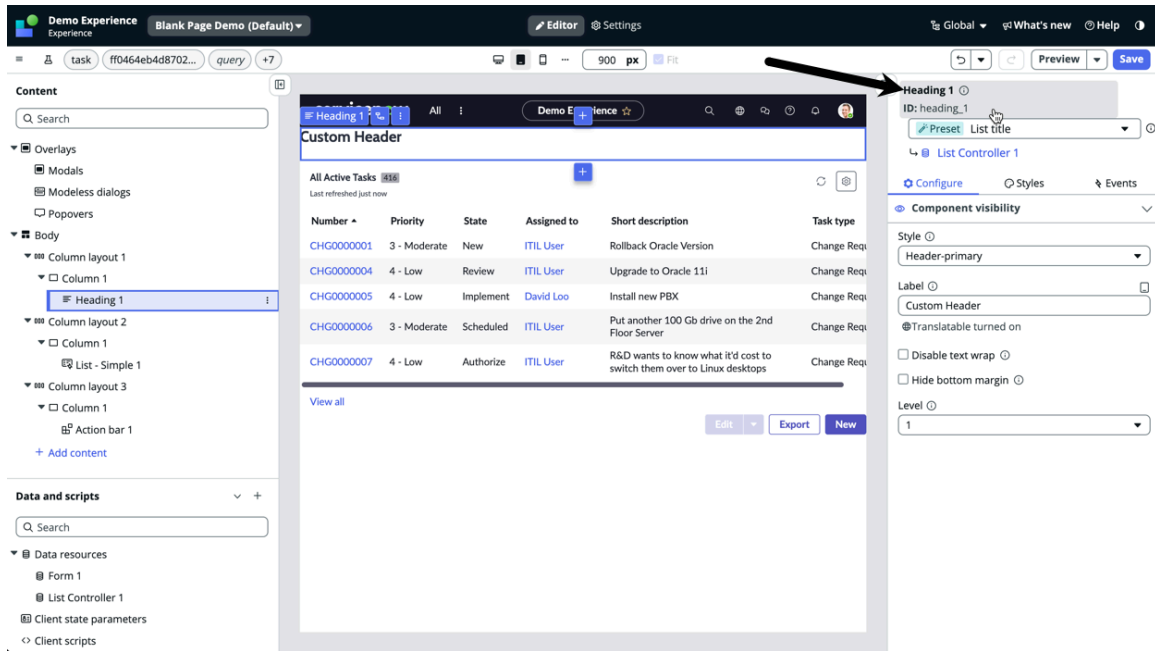 Demo Experience
Experience
Blank Page Demo (Default)
Editor
Settings
Global
What's new
Help
task
ff0464eb4d8702...
query
+7
900 px
Fit
Preview
Save
Content
Search
Overlays
Modals
Modeless dialogs
Popovers
Body
Column layout 1
Column 1
Heading 1
Column layout 2
Column 1
List - Simple 1
Column layout 3
Column 1
Action bar 1
+ Add content
Data and scripts
Search
Data resources
Form 1
List Controller 1
Client state parameters
Client scripts
Heading 1
All
Custom Header
All Active Tasks 416
Last refreshed just now
Number Priority State Assigned to Short description Task type
CHG0000001 3 - Moderate New ITIL User Rollback Oracle Version Change Requ
CHG0000004 4 - Low Review ITIL User Upgrade to Oracle 11i Change Requ
CHG0000005 4 - Low Implement David Loo Install new PBX Change Requ
CHG0000006 3 - Moderate Scheduled ITIL User Put another 100 Gb drive on the 2nd Change Requ
Floor Server
CHG0000007 4 - Low Authorize ITIL User R&D wants to know what it'd cost to Change Requ
switch them over to Linux desktops
View all
Edit
Export
New
Heading 1
ID: heading_1
Preset List title
List Controller 1
Configure
Styles
Events
Component visibility
Style
Header-primary
Label
Custom Header
Translatable turned on
Disable text wrap
Hide bottom margin
Level
1